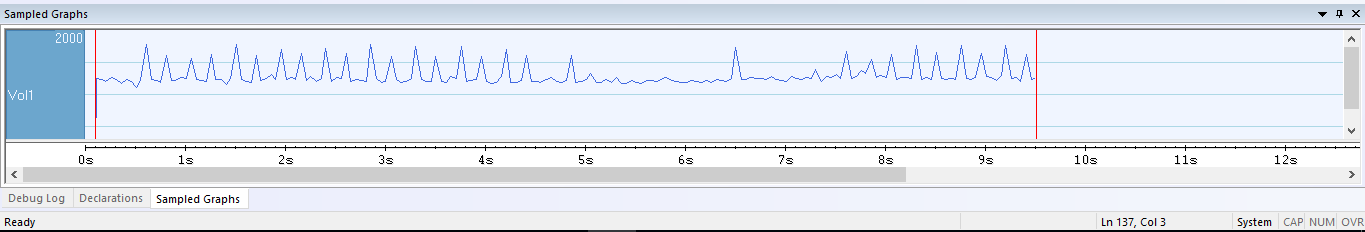 Sampled Graphs
2000
Vol1
0s 1s 2s 3s 4s 5s 6s 7s 8s 9s 10s 11s 12s
Debug Log Declarations Sampled Graphs
Ready Ln 137, Col 3 System CAP NUM OVR